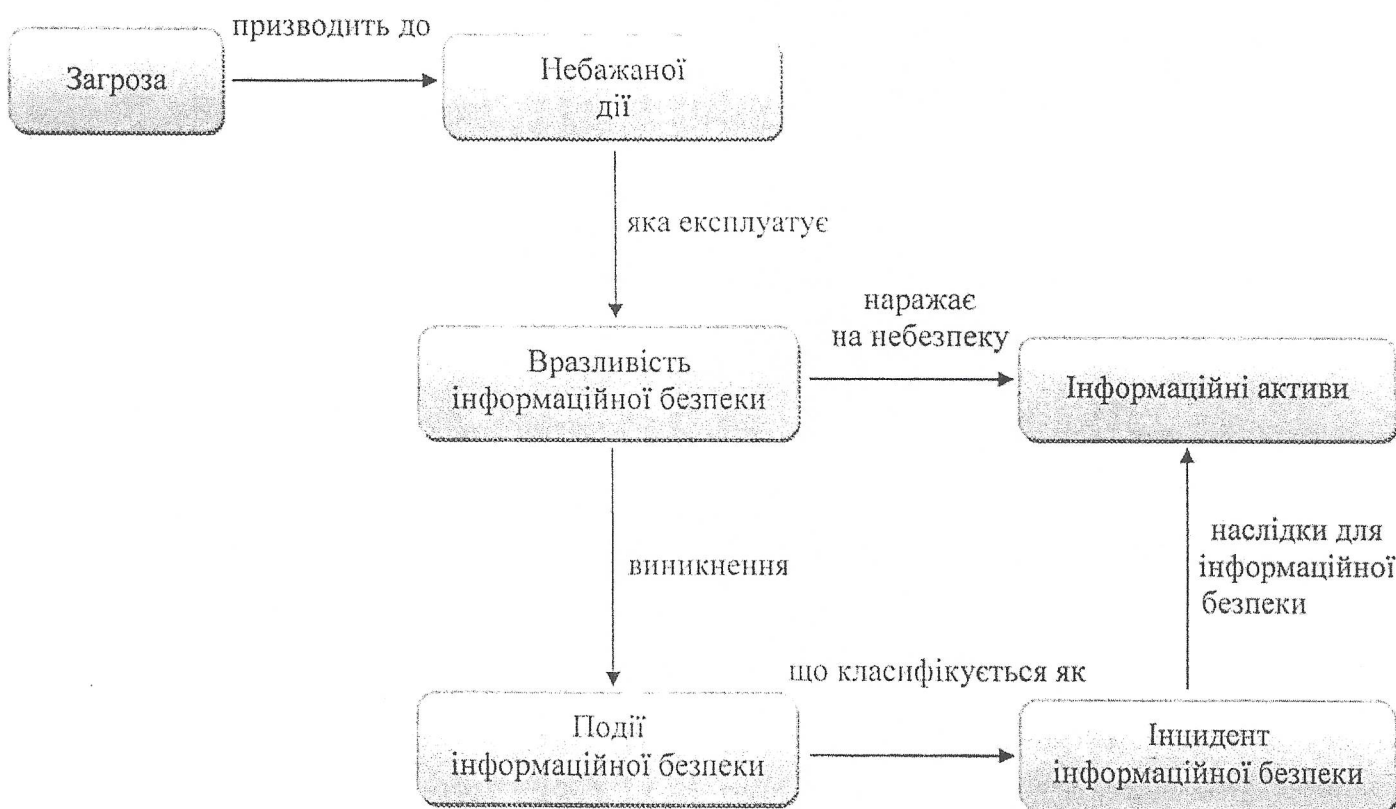 призводить до
Загроза
Небажаної
дії
яка експлуатує
наражає
на небезпеку
Вразливість
інформаційної безпеки
Інформаційні активи
виникнення
наслідки для
інформаційної
безпеки
що класифікується як
Події
інформаційної безпеки
Інцидент
інформаційної безпеки